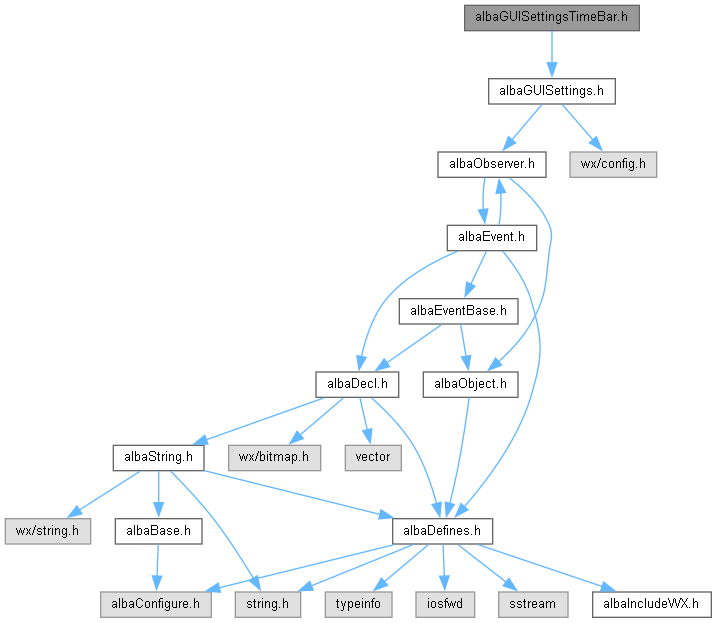 albaGUISettingsTimeBar.h
albaGUISettings.h
albaObserver.h
wx/config.h
albaEvent.h
albaEventBase.h
albaDecl.h
albaObject.h
albaString.h
wx/bitmap.h
vector
wx/string.h
albaBase.h
albaDefines.h
albaConfigure.h
string.h
typeinfo
iosfwd
sstream
albaIncludeWX.h